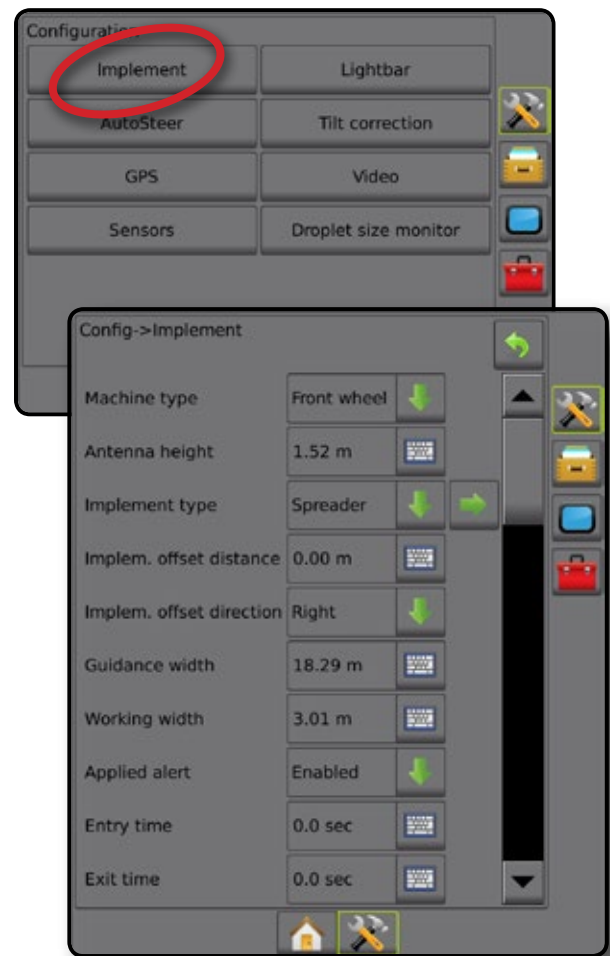 Configuration
Implement Lightbar
AutoSteer Tilt correction
GPS Video
Sensors Droplet size monitor
Config->Implement
Machine type Front wheel
Antenna height 1.52 m
Implement type Spreader
Implem. offset distance 0.00 m
Implem. offset direction Right
Guidance width 18.29 m
Working width 3.01 m
Applied alert Enabled
Entry time 0.0 sec
Exit time 0.0 sec